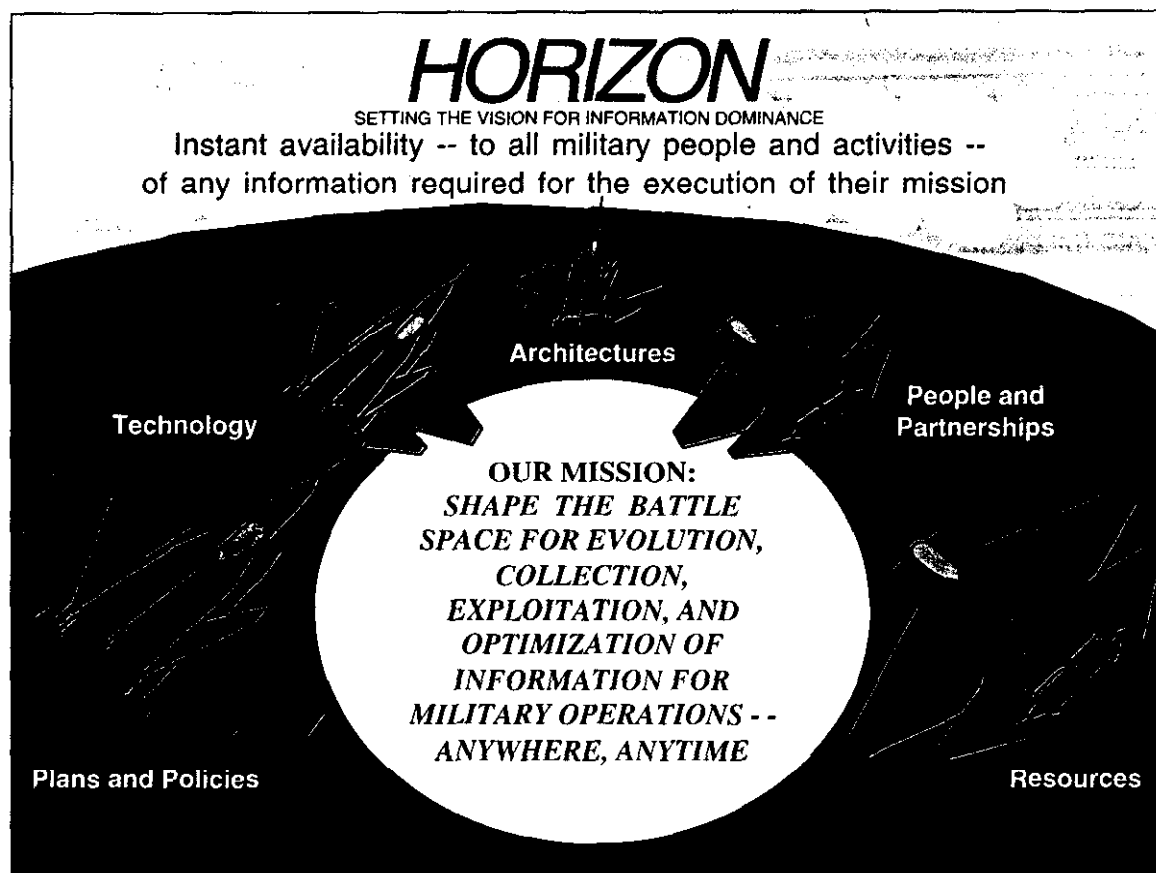 HORIZON
SETTING THE VISION FOR INFORMATION DOMINANCE
Instant availability -- to all military people and activities --
of any information required for the execution of their mission
Architectures
Technology
People and
Partnerships
OUR MISSION:
SHAPE THE BATTLE
SPACE FOR EVOLUTION,
COLLECTION,
EXPLOITATION, AND
OPTIMIZATION OF
INFORMATION FOR
MILITARY OPERATIONS - -
ANYWHERE, ANYTIME
Plans and Policies
Resources